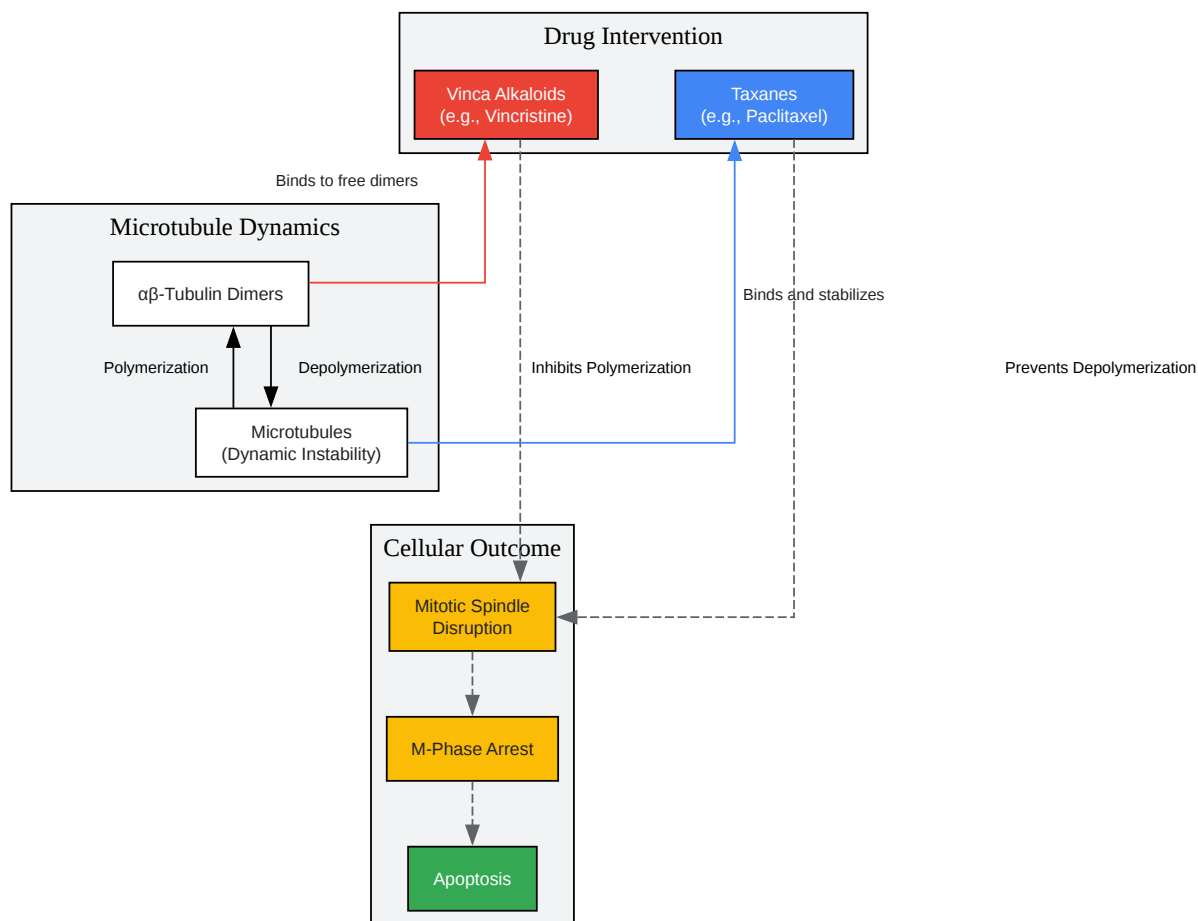 Drug Intervention
Vinca Alkaloids
(e.g., Vincristine)
Taxanes
(e.g., Paclitaxel)
Binds to free dimers
Microtubule Dynamics
αβ-Tubulin Dimers
Binds and stabilizes
Polymerization
Depolymerization
Inhibits Polymerization
Prevents Depolymerization
Microtubules
(Dynamic Instability)
Cellular Outcome
Mitotic Spindle
Disruption
M-Phase Arrest
Apoptosis